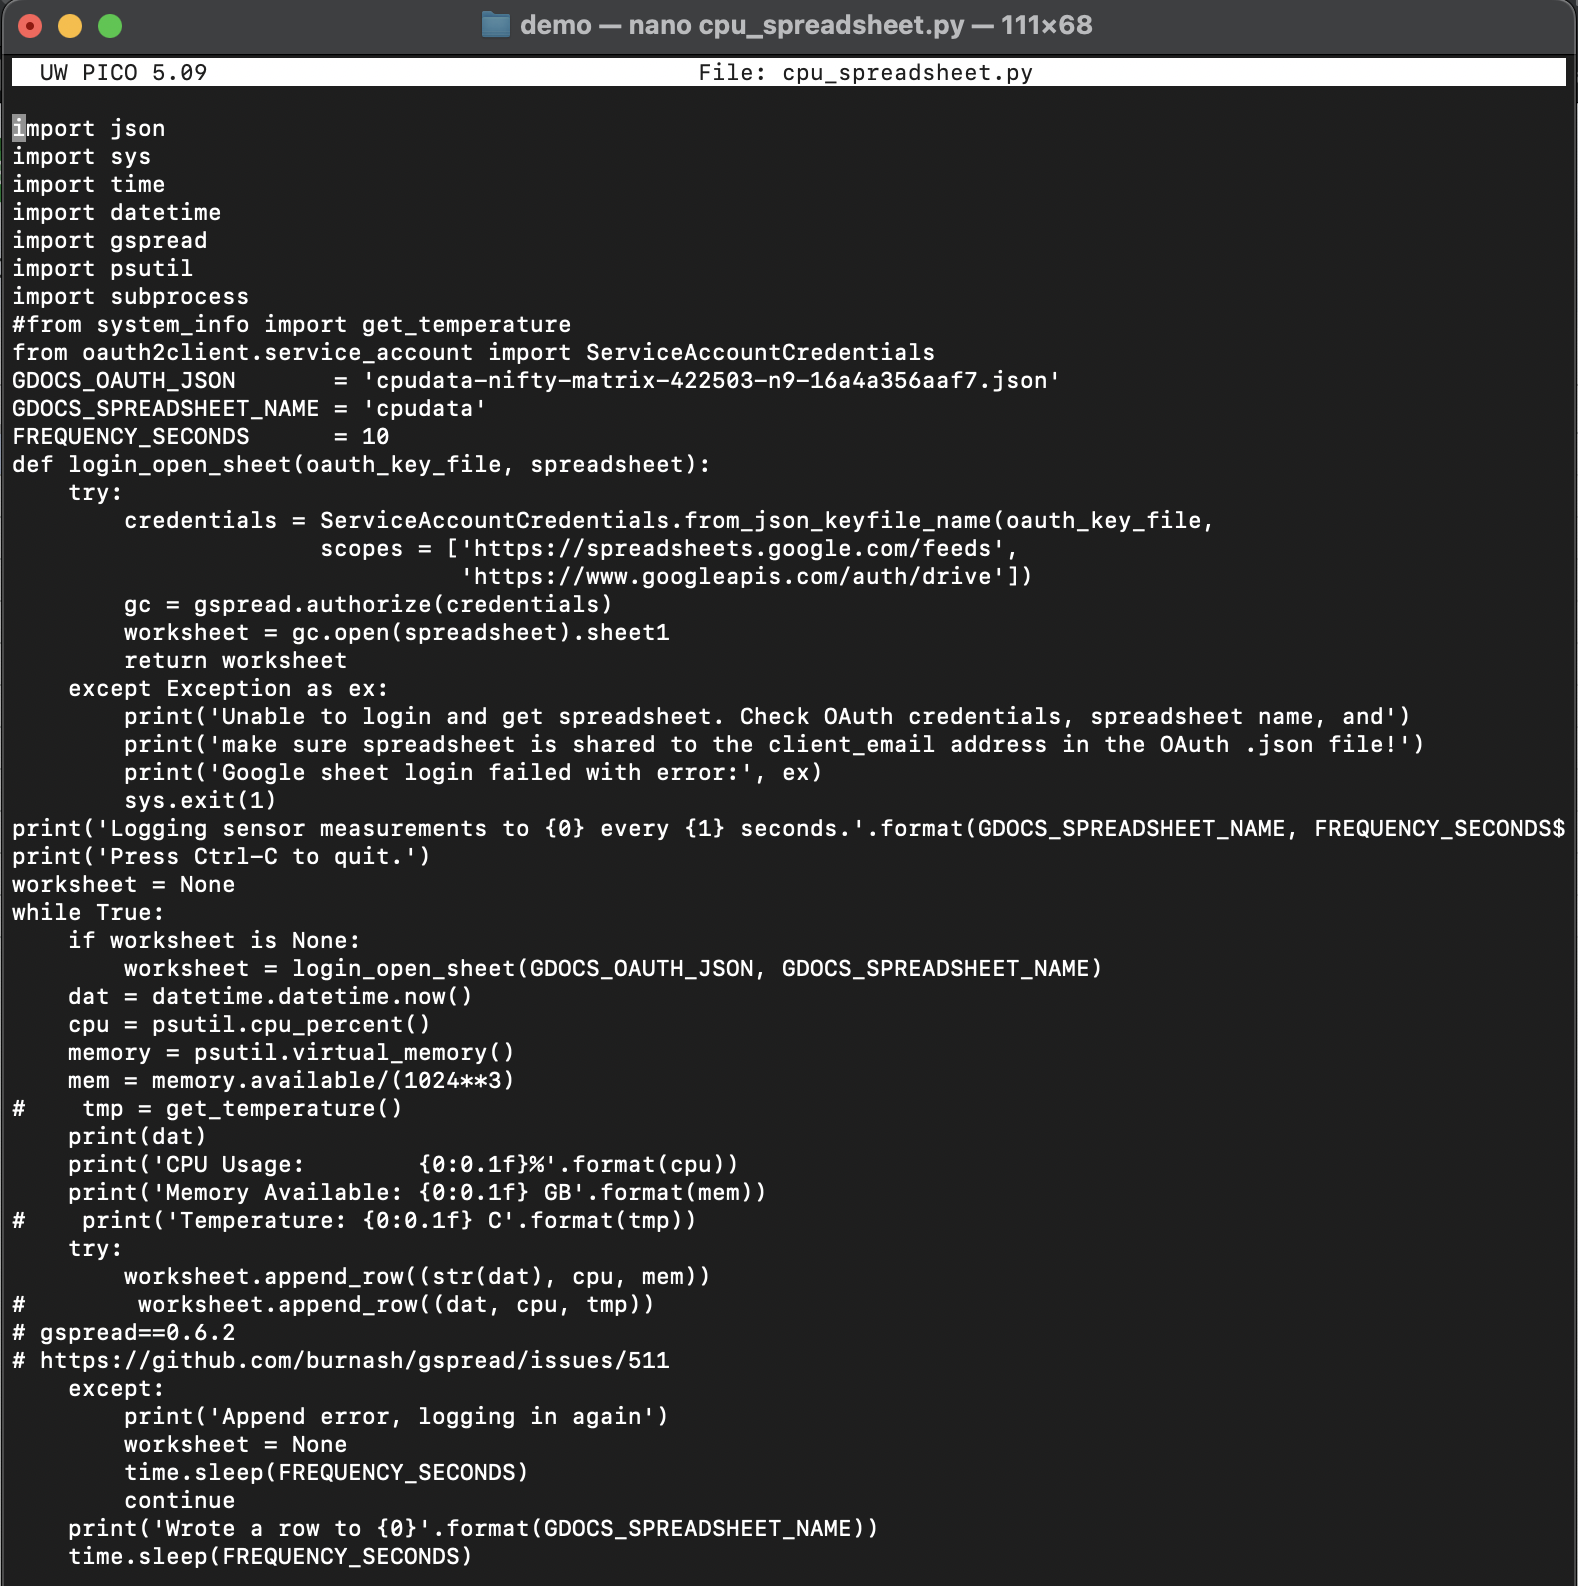 demo — nano cpu_spreadsheet.py — 111×68
UW PICO 5.09 File: cpu_spreadsheet.py
import json
import sys
import time
import datetime
import gspread
import psutil
import subprocess
#from system_info import get_temperature
from oauth2client.service_account import ServiceAccountCredentials
GDOCS_OAUTH_JSON       = 'cpudata-nifty-matrix-422503-n9-16a4a356aaf7.json'
GDOCS_SPREADSHEET_NAME = 'cpudata'
FREQUENCY_SECONDS      = 10
def login_open_sheet(oauth_key_file, spreadsheet):
    try:
        credentials = ServiceAccountCredentials.from_json_keyfile_name(oauth_key_file,
                      scopes = ['https://spreadsheets.google.com/feeds',
                                'https://www.googleapis.com/auth/drive'])
        gc = gspread.authorize(credentials)
        worksheet = gc.open(spreadsheet).sheet1
        return worksheet
    except Exception as ex:
        print('Unable to login and get spreadsheet. Check OAuth credentials, spreadsheet name, and')
        print('make sure spreadsheet is shared to the client_email address in the OAuth .json file!')
        print('Google sheet login failed with error:', ex)
        sys.exit(1)
print('Logging sensor measurements to {0} every {1} seconds.'.format(GDOCS_SPREADSHEET_NAME, FREQUENCY_SECONDS$
print('Press Ctrl-C to quit.')
worksheet = None
while True:
    if worksheet is None:
        worksheet = login_open_sheet(GDOCS_OAUTH_JSON, GDOCS_SPREADSHEET_NAME)
    dat = datetime.datetime.now()
    cpu = psutil.cpu_percent()
    memory = psutil.virtual_memory()
    mem = memory.available/(1024**3)
#    tmp = get_temperature()
    print(dat)
    print('CPU Usage:        {0:0.1f}%'.format(cpu))
    print('Memory Available: {0:0.1f} GB'.format(mem))
#    print('Temperature: {0:0.1f} C'.format(tmp))
    try:
        worksheet.append_row((str(dat), cpu, mem))
#        worksheet.append_row((dat, cpu, tmp))
# gspread==0.6.2
# https://github.com/burnash/gspread/issues/511
    except:
        print('Append error, logging in again')
        worksheet = None
        time.sleep(FREQUENCY_SECONDS)
        continue
    print('Wrote a row to {0}'.format(GDOCS_SPREADSHEET_NAME))
    time.sleep(FREQUENCY_SECONDS)